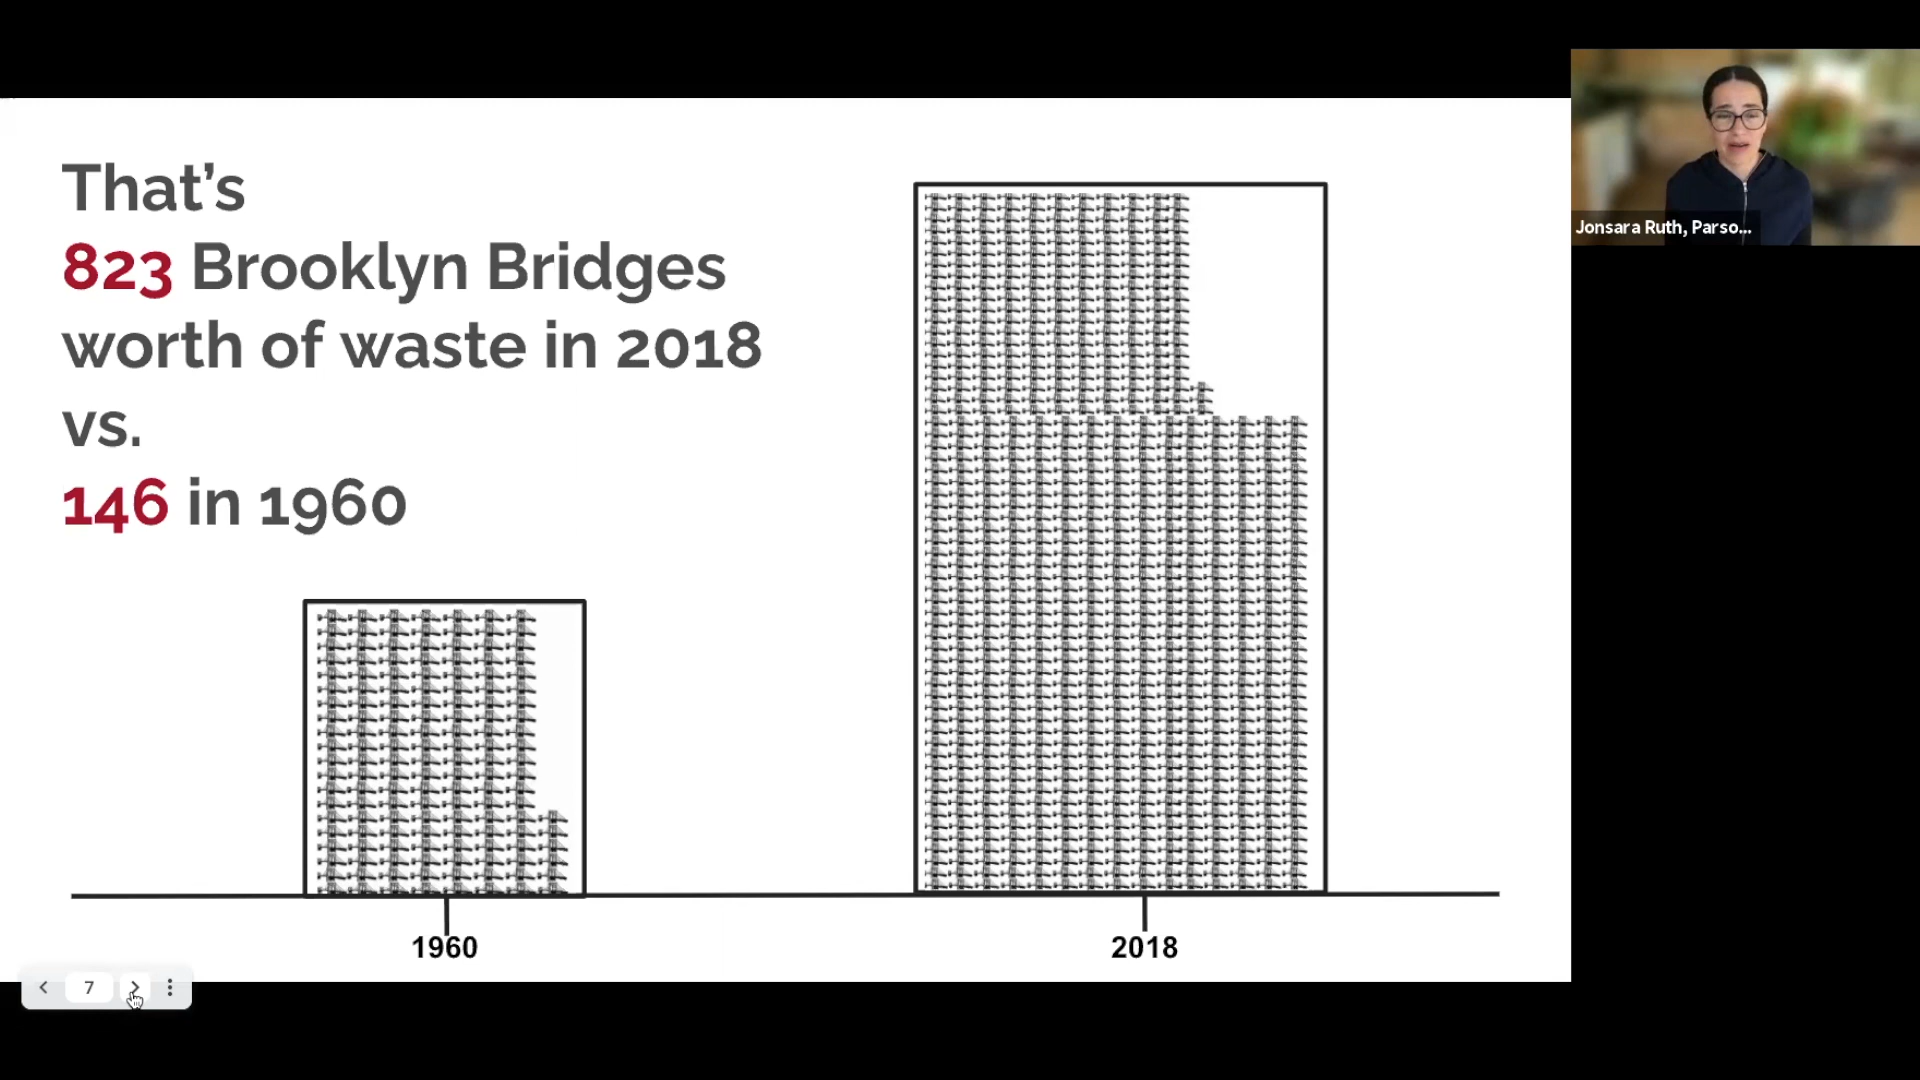 That's
823 Brooklyn Bridges
worth of waste in 2018
vs.
146 in 1960
Jonsara Ruth, Parso...
1960
2018
7